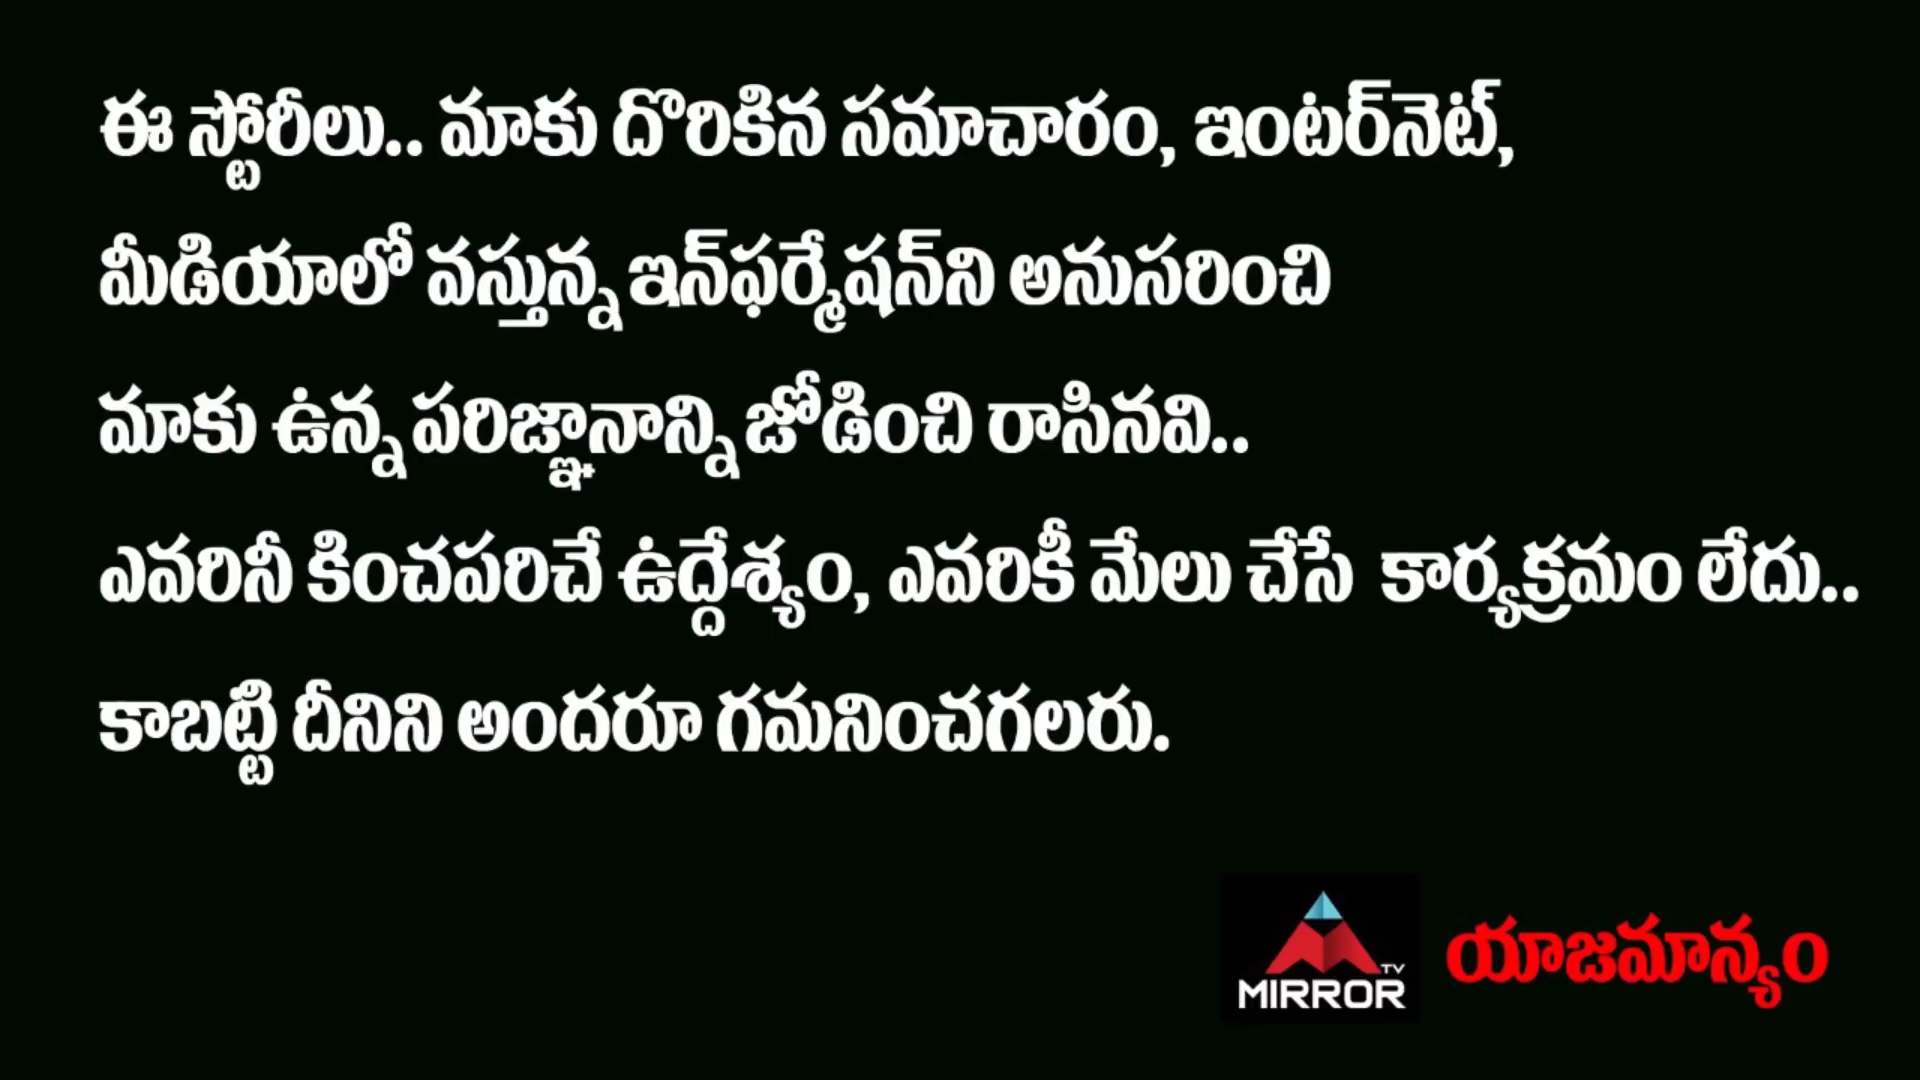 ఈ స్టోరీలు.. మాకు దొరికిన సమాచారం, ఇంటర్‌నెట్,
మీడియాలో వస్తున్న ఇన్‌ఫర్మేషన్‌ని అనుసరించి
మాకు ఉన్న పరిజ్ఞానాన్ని జోడించి రాసినవి..
ఎవరినీ కించపరిచే ఉద్దేశ్యం, ఎవరికీ మేలు చేసే కార్యక్రమం లేదు..
కాబట్టి దీనిని అందరూ గమనించగలరు.
MIRROR TV యాజమాన్యం